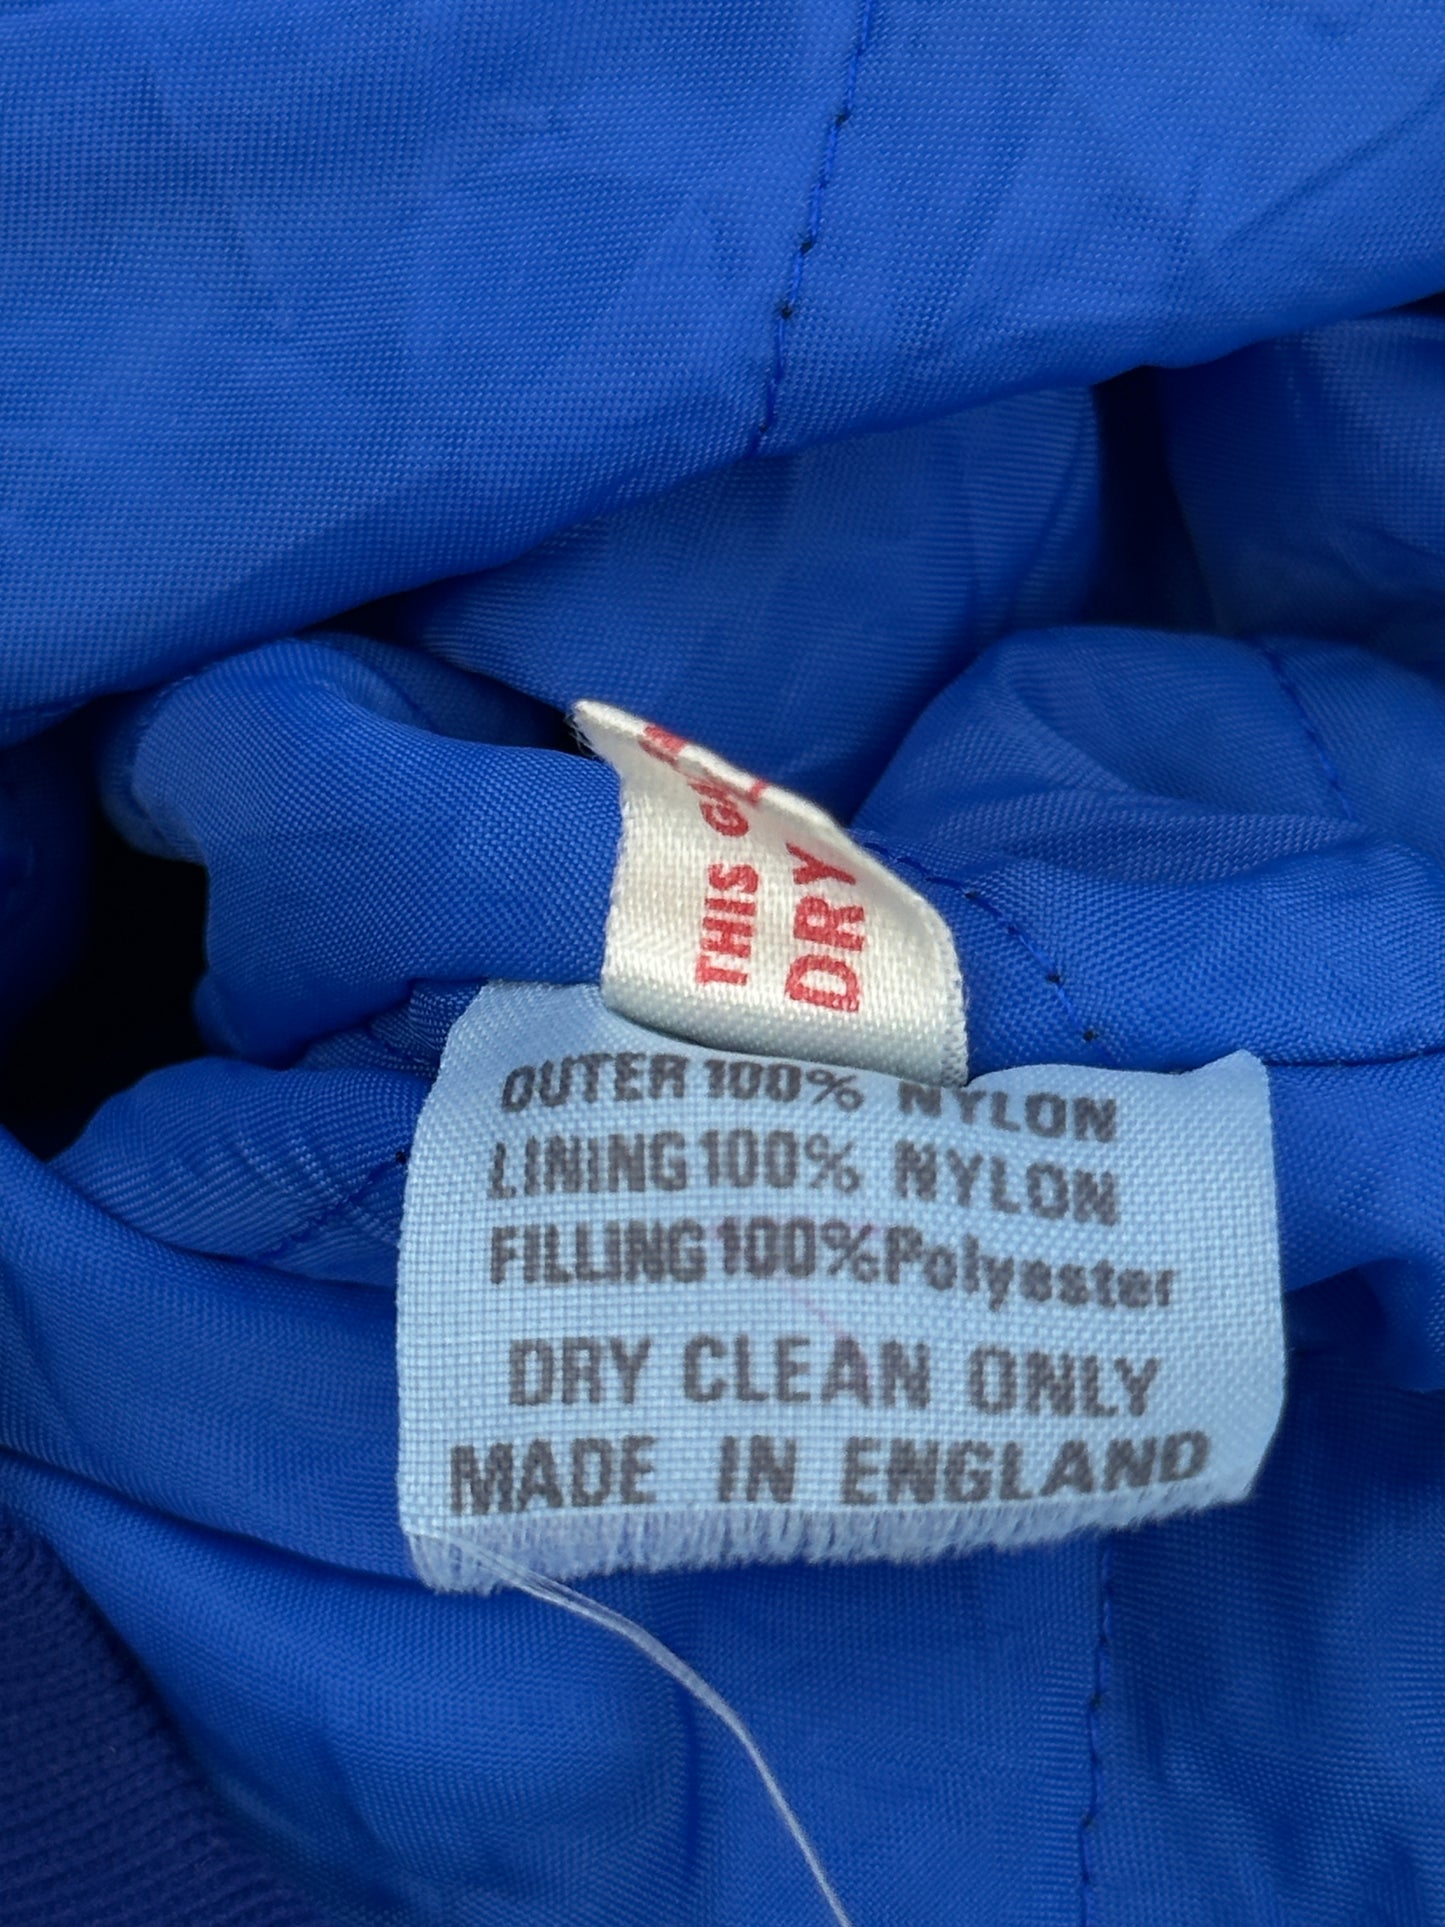 THIS
DRY
OUTER 100% NYLON
LINING 100% NYLON
FILLING 100% Polyester
DRY CLEAN ONLY
MADE IN ENGLAND